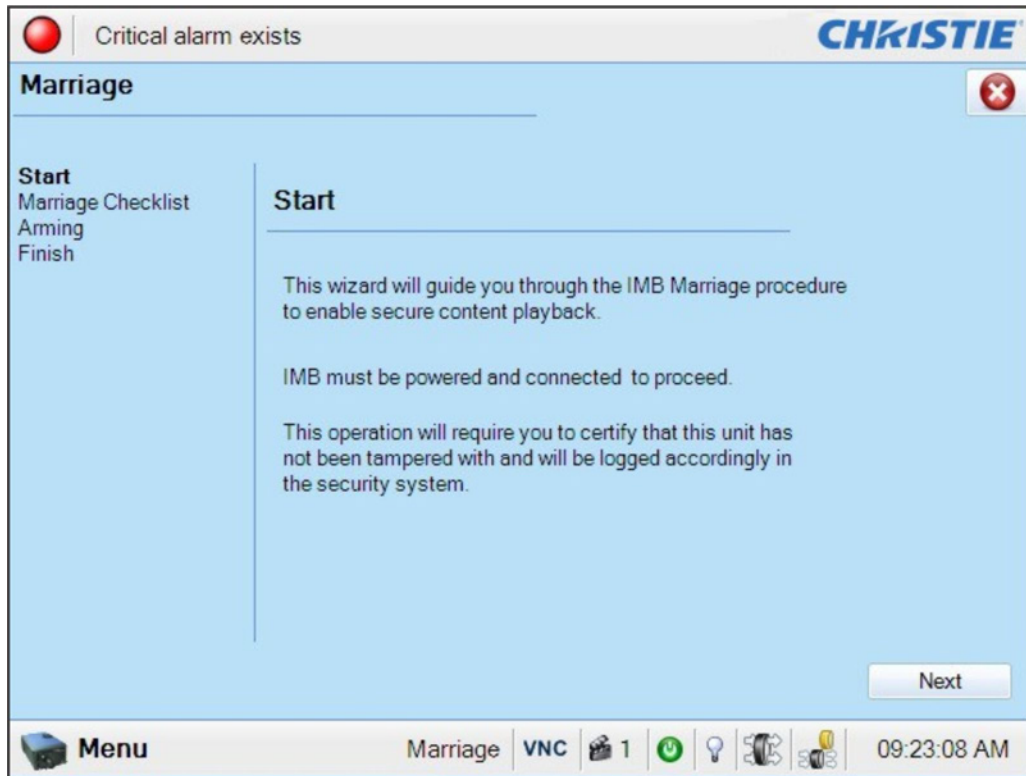 Critical alarm exists
CHRISTIE
Marriage
Start
Marriage Checklist
Arming
Finish
Start
This wizard will guide you through the IMB Marriage procedure
to enable secure content playback.
IMB must be powered and connected to proceed.
This operation will require you to certify that this unit has
not been tampered with and will be logged accordingly in
the security system.
Next
Menu
Marriage
VNC
1
09:23:08 AM